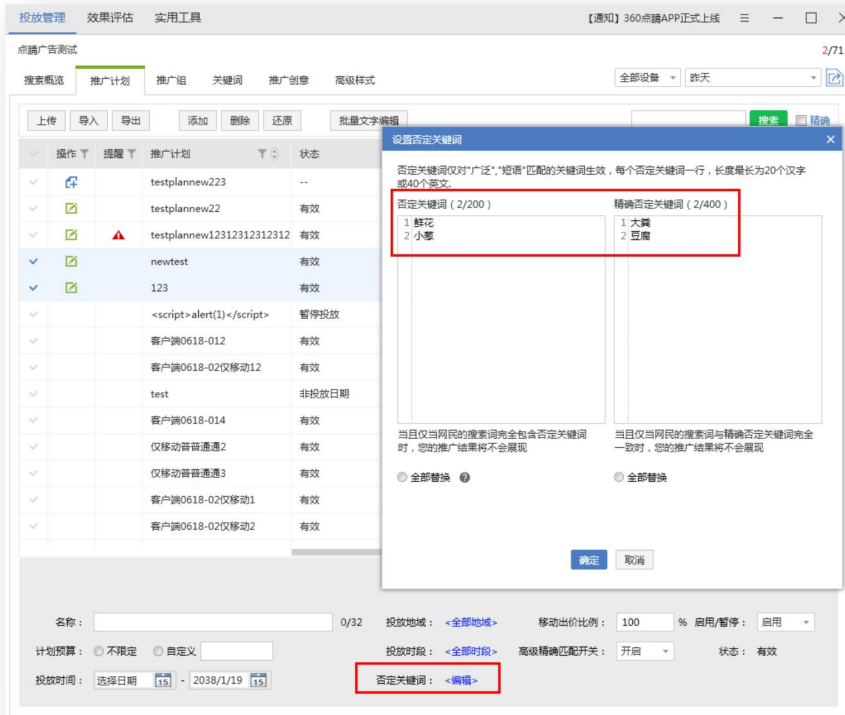 投放管理 效果评估 实用工具 【通知】360点睛APP正式上线
点睛广告测试 2/71
搜索概览 推广计划 推广组 关键词 推广创意 高级样式 全部设备 昨天
上传 导入 导出 添加 删除 还原 批量文字编辑 搜索 精确
操作 提醒 推广计划 状态
testplannew223 --
testplannew22 有效
testplannew12312312312312 有效
newtest 有效
123 有效
<script>alert(1)</script> 暂停投放
客户端0618-012 有效
客户端0618-02仅移动12 有效
test 非投放日期
客户端0618-014 有效
仅移动普普通通2 有效
仅移动普普通通3 有效
客户端0618-02仅移动1 有效
客户端0618-02仅移动2 有效
设置否定关键词
否定关键词仅对"广泛","短语"匹配的关键词生效，每个否定关键词一行，长度最长为20个汉字
或40个英文.
否定关键词（2/200） 精确否定关键词（2/400）
1 鲜花 1 大粪
2 小葱 2 豆腐
当且仅当网民的搜索词完全包含否定关键词 当且仅当网民的搜索词与精确否定关键词完全
时，您的推广结果将不会展现 一致时，您的推广结果将不会展现
全部替换 ? 全部替换
确定 取消
名称： 0/32 投放地域： <全部地域> 移动出价比例： 100 % 启用/暂停： 启用
计划预算： 不限定 自定义 投放时段： <全部时段> 高级精确匹配开关： 开启 状态： 有效
投放时间： 选择日期 15 - 2038/1/19 15 否定关键词： <编辑>